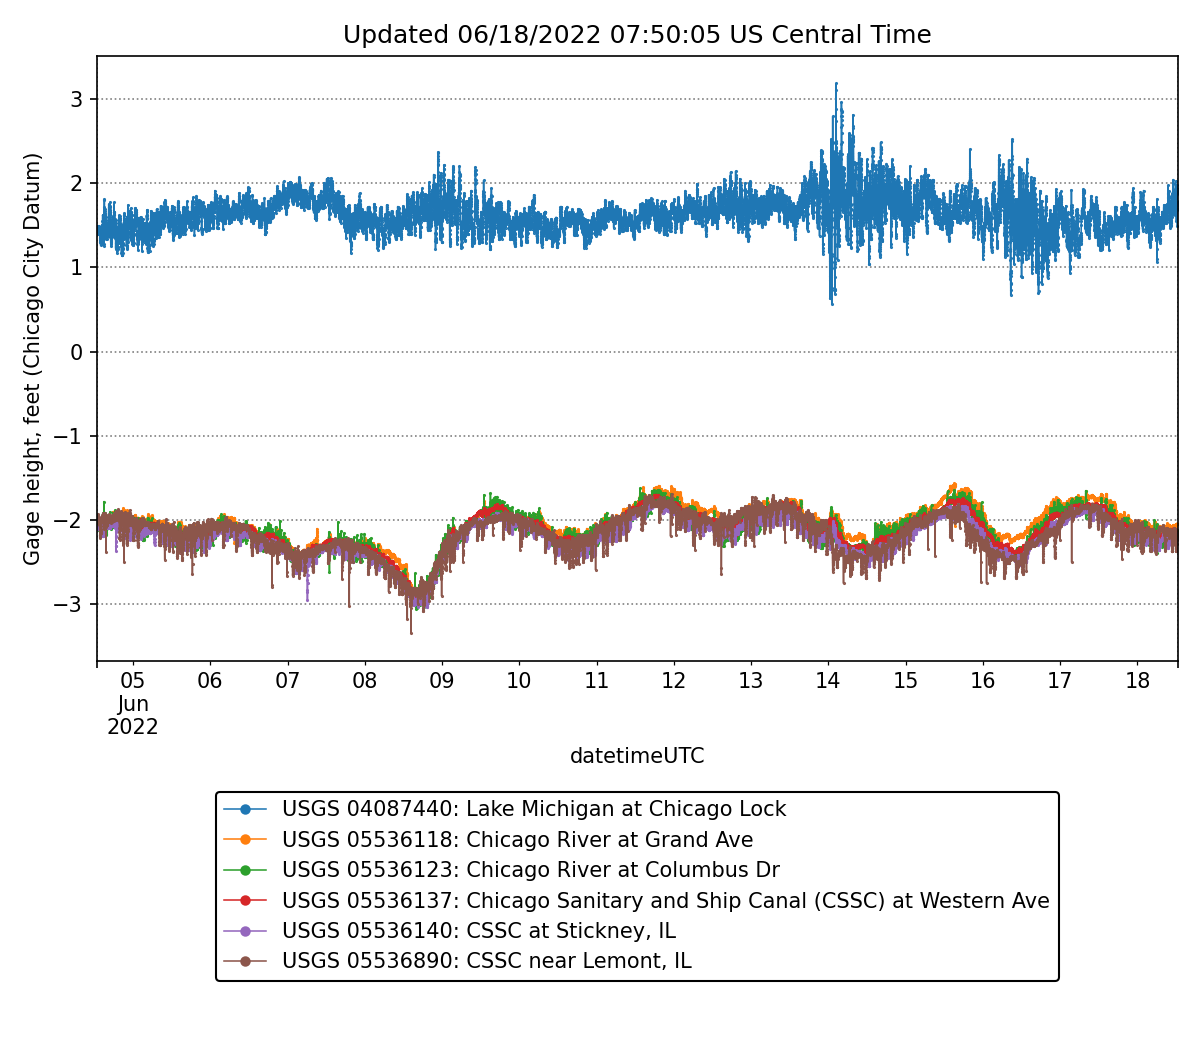 Updated 06/18/2022 07:50:05 US Central Time
Gage height, feet (Chicago City Datum)
3
2
1
0
−1
−2
−3
05 06 07 08 09 10 11 12 13 14 15 16 17 18
Jun
2022
datetimeUTC
USGS 04087440: Lake Michigan at Chicago Lock
USGS 05536118: Chicago River at Grand Ave
USGS 05536123: Chicago River at Columbus Dr
USGS 05536137: Chicago Sanitary and Ship Canal (CSSC) at Western Ave
USGS 05536140: CSSC at Stickney, IL
USGS 05536890: CSSC near Lemont, IL